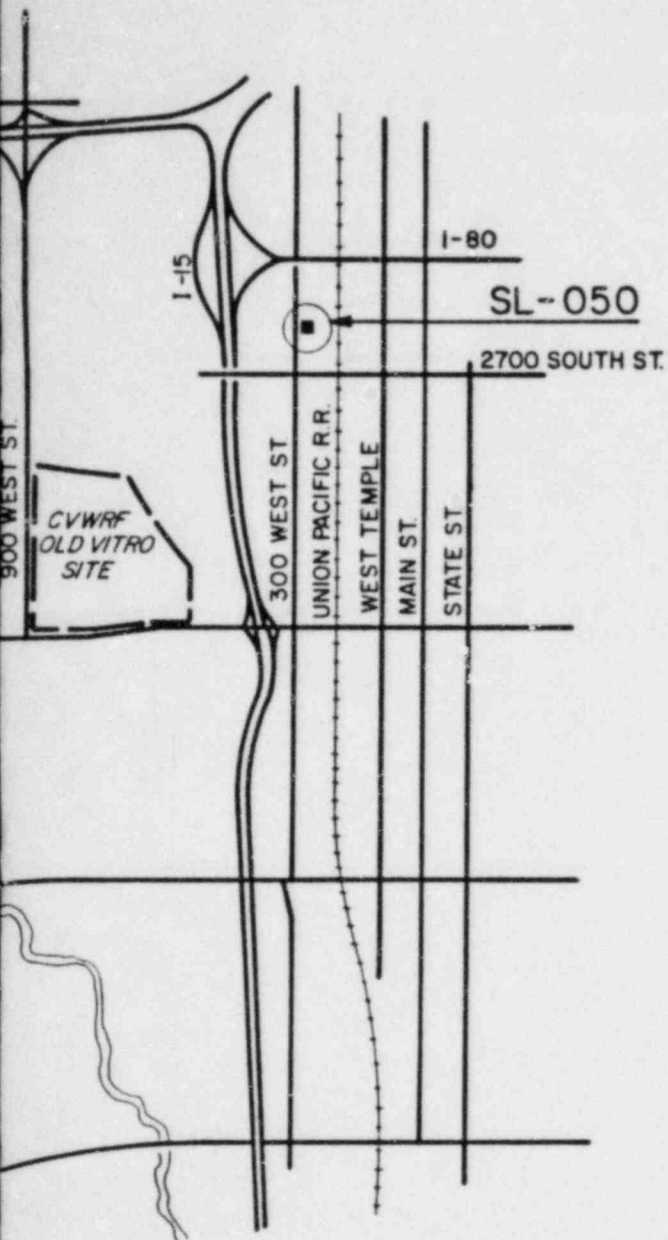 I-80
I-15
SL-050
2700 SOUTH ST.
900 WEST ST.
CVWRF
OLD VITRO
SITE
300 WEST ST.
UNION PACIFIC R.R.
WEST TEMPLE
MAIN ST.
STATE ST.